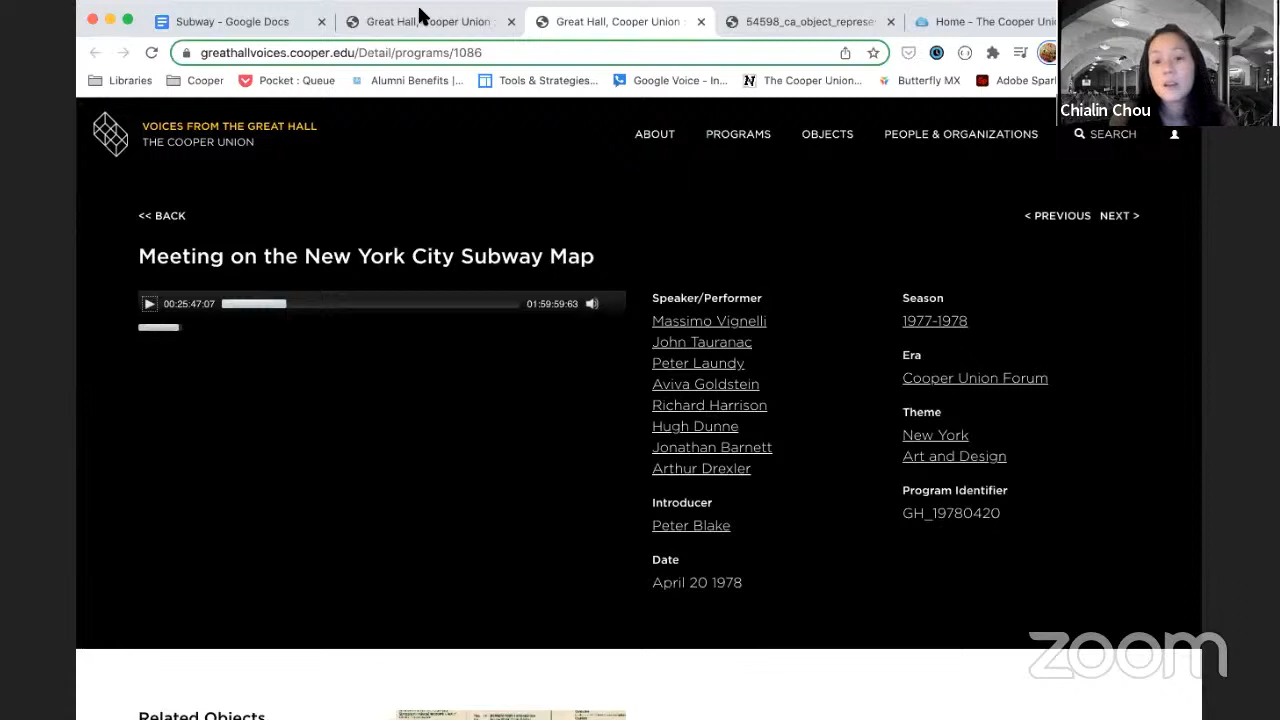 Subway - Google Docs
Great Hall, Cooper Union
Great Hall, Cooper Union
54598_ca_object_represe
Home – The Cooper Uni
greathallvoices.cooper.edu/Detail/programs/1086
Libraries
Cooper
Pocket : Queue
Alumni Benefits |...
Tools & Strategies...
Google Voice - In...
The Cooper Union...
Butterfly MX
Adobe Spar
Chialin Chou
VOICES FROM THE GREAT HALL
THE COOPER UNION
ABOUT
PROGRAMS
OBJECTS
PEOPLE & ORGANIZATIONS
SEARCH
<< BACK
< PREVIOUS NEXT >
Meeting on the New York City Subway Map
00:25:47:07
01:59:59:63
Speaker/Performer
Massimo Vignelli
John Tauranac
Peter Laundy
Aviva Goldstein
Richard Harrison
Hugh Dunne
Jonathan Barnett
Arthur Drexler
Introducer
Peter Blake
Date
April 20 1978
Season
1977-1978
Era
Cooper Union Forum
Theme
New York
Art and Design
Program Identifier
GH_19780420
zoom
Related Objects